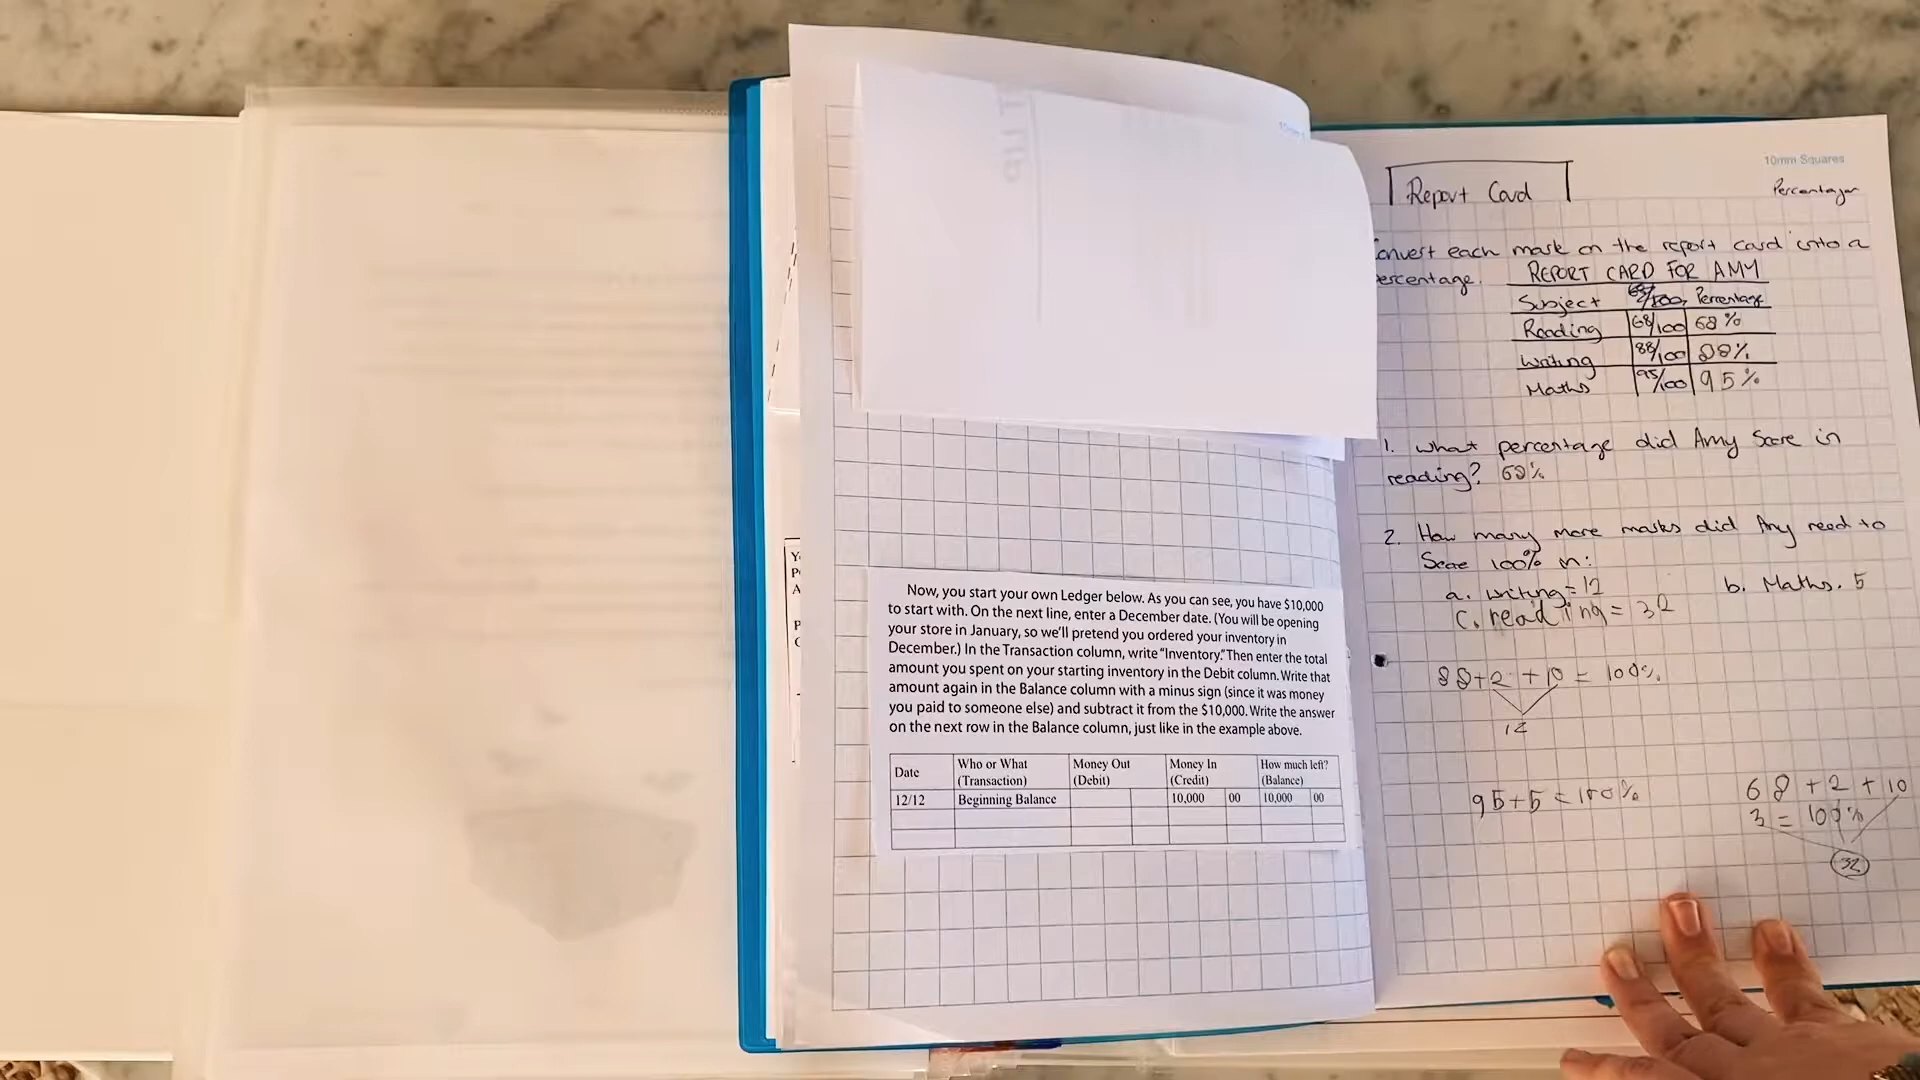 Now, you start your own Ledger below. As you can see, you have $10,000
to start with. On the next line, enter a December date. (You will be opening
your store in January, so we'll pretend you ordered your inventory in
December.) In the Transaction column, write "Inventory." Then enter the total
amount you spent on your starting inventory in the Debit column. Write that
amount again in the Balance column with a minus sign (since it was money
you paid to someone else) and subtract it from the $10,000. Write the answer
on the next row in the Balance column, just like in the example above.
Date Who or What (Transaction) Money Out (Debit) Money In (Credit) How much left? (Balance)
12/12 Beginning Balance 10,000 00 10,000 00
10mm Squares
Report Card
each mark on the report card into a
REPORT CARD FOR AMY
Subject Percentage
Reading 68/100 68%
Writing 88/100 88%
Maths 95/100 95%
1. What percentage did Amy Score in
reading? 68%
2. How many more marks did Amy need to
Score 100% in:
a. writing = 12 b. Maths. 5
c. reading = 32
88+2+10 = 100%
12
95+5 = 100%
68 + 2 + 10
3 = 100%
32